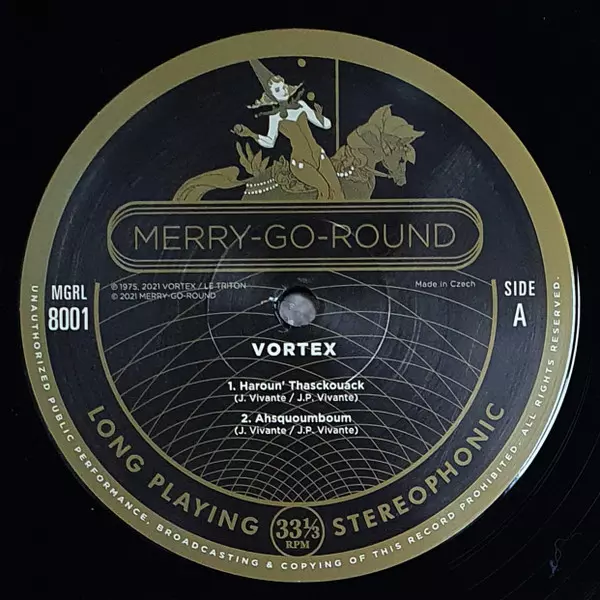 MERRY-GO-ROUND
MGRL
8001
℗ 1975, 2021 VORTEX / LE TRITON
© 2021 MERRY-GO-ROUND
Made in Czech
SIDE
A
VORTEX
1. Haroun' Thasckouäck
(J. Vivante / J.P. Vivante)
2. Ahsquoumboum
(J. Vivante / J.P. Vivante)
LONG PLAYING
33⅓
RPM
STEREOPHONIC
UNAUTHORIZED PUBLIC PERFORMANCE, BROADCASTING & COPYING OF THIS RECORD PROHIBITED. ALL RIGHTS RESERVED.